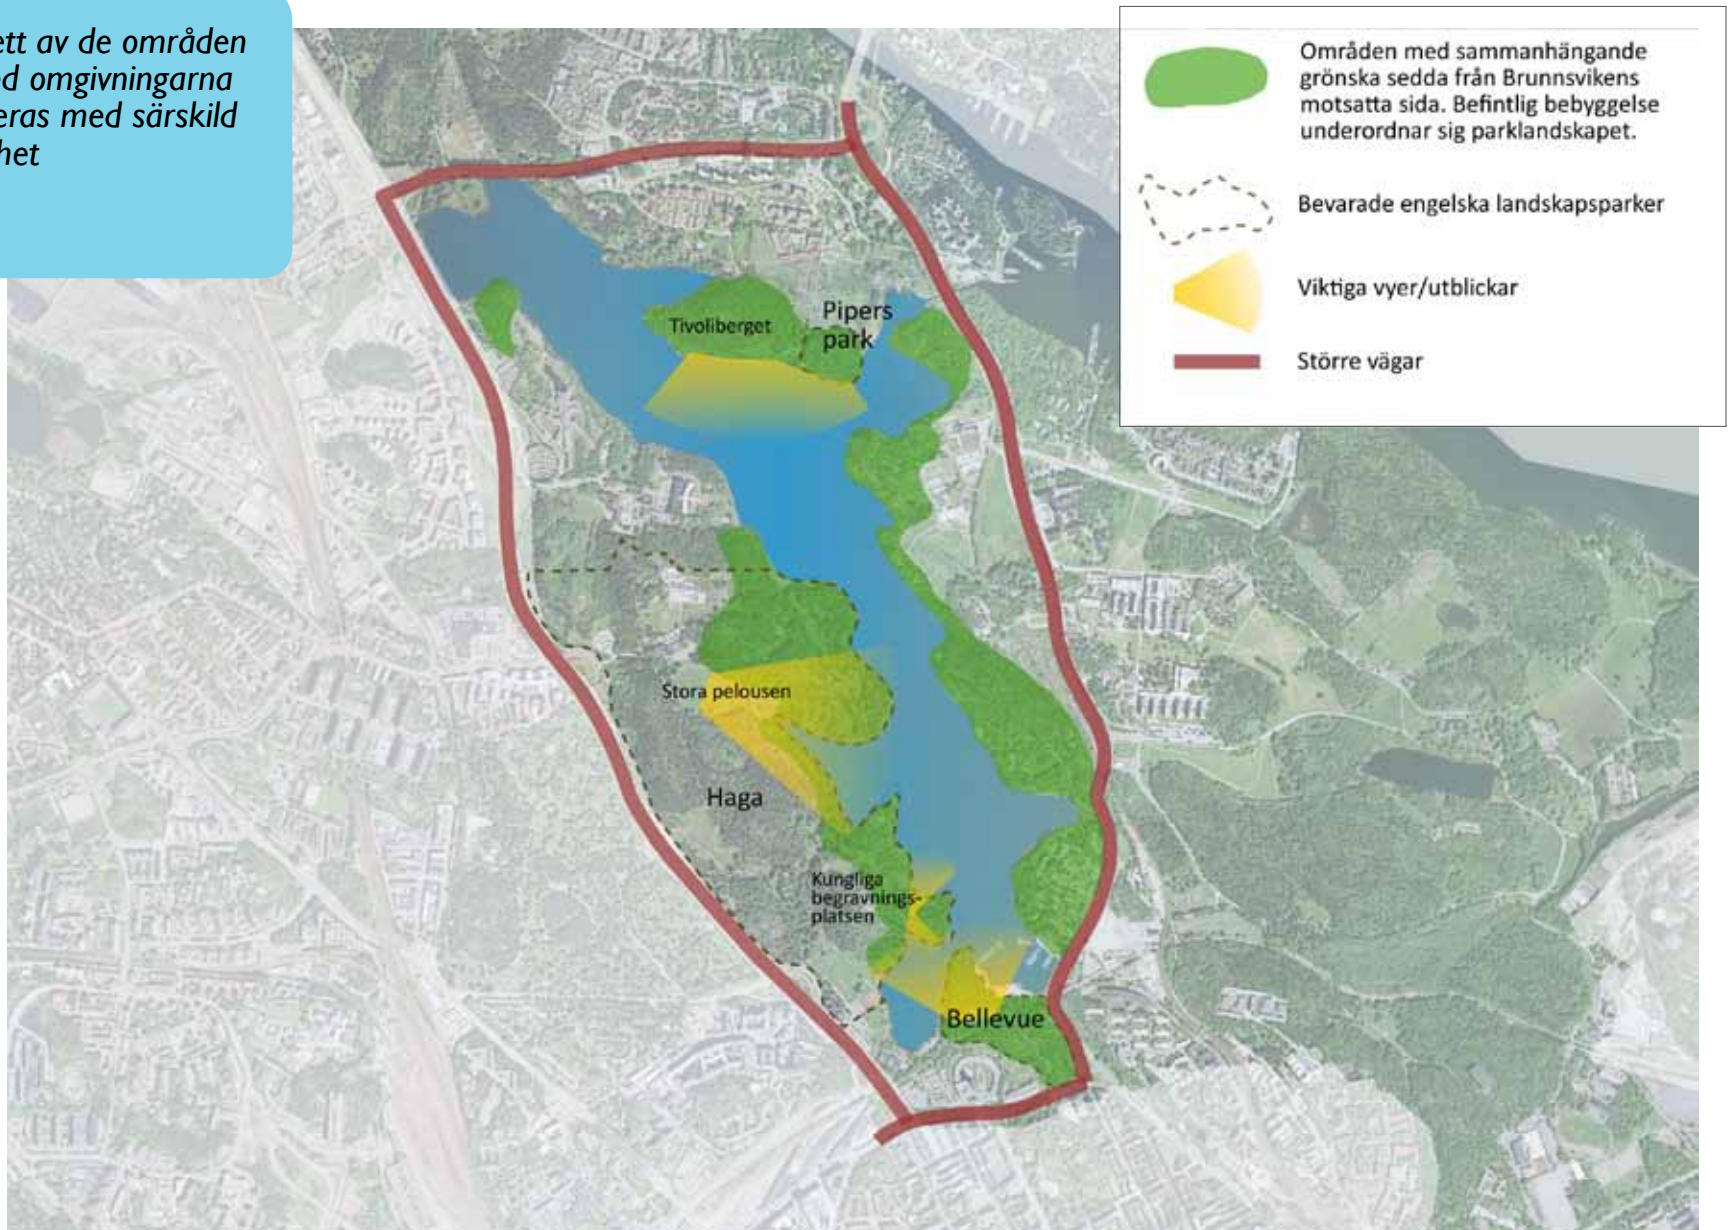 ett av de områden
omgivningarna
med särskild
Områden med sammanhängande
grönska sedda från Brunnsvikens
motsatta sida. Befintlig bebyggelse
underordnar sig parklandskapet.
Bevarade engelska landskapsparker
Viktiga vyer/utblickar
Större vägar
Tivoliberget
Pipers
park
Stora pelousen
Haga
Kungliga
begravnings-
platsen
Bellevue